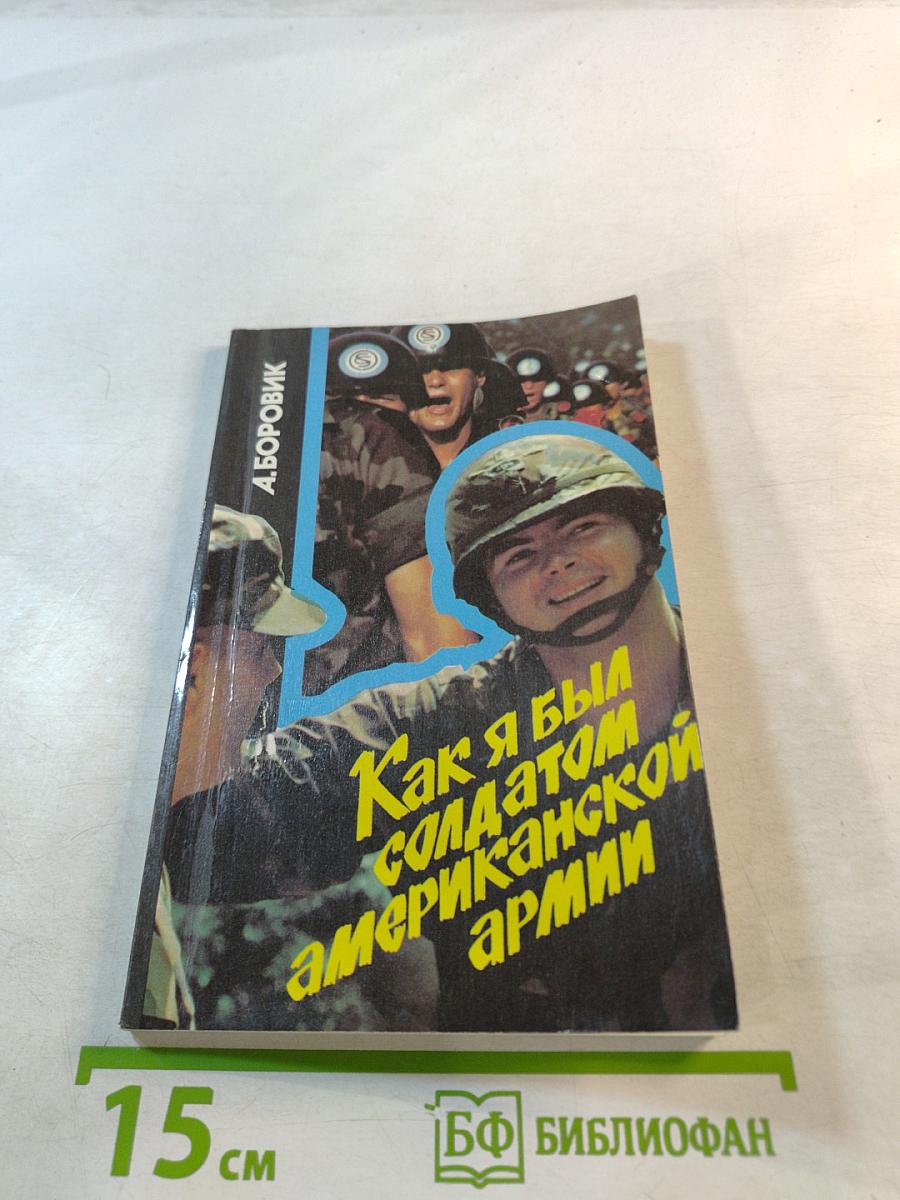 А.БОРОВИК
Как я был
солдатом
американской
армии
15 см
БФ БИБЛИОФАН